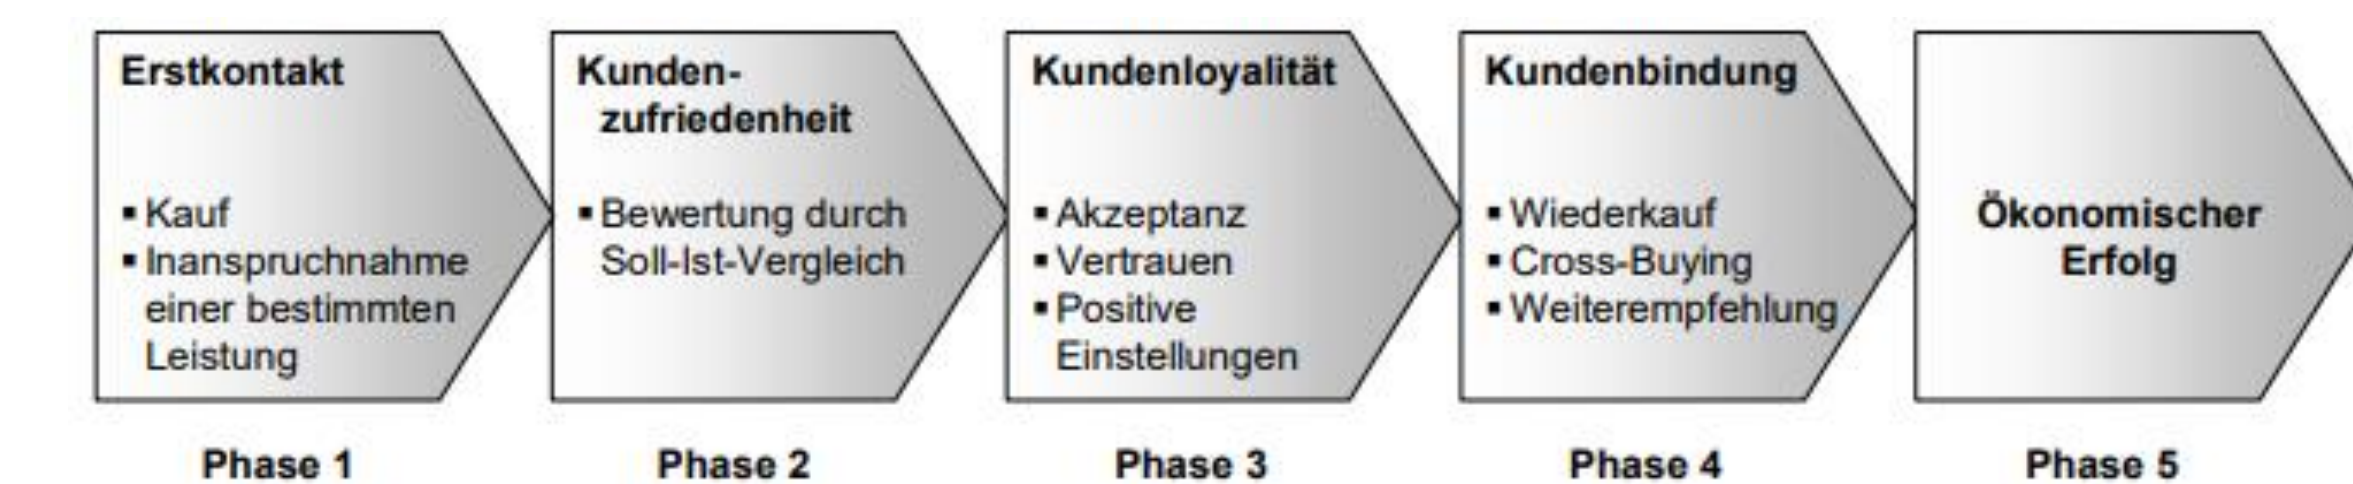 Erstkontakt
▪ Kauf
▪ Inanspruchnahme
einer bestimmten
Leistung
Phase 1
Kunden-
zufriedenheit
▪ Bewertung durch
Soll-Ist-Vergleich
Phase 2
Kundenloyalität
▪ Akzeptanz
▪ Vertrauen
▪ Positive
Einstellungen
Phase 3
Kundenbindung
▪ Wiederkauf
▪ Cross-Buying
▪ Weiterempfehlung
Phase 4
Ökonomischer
Erfolg
Phase 5